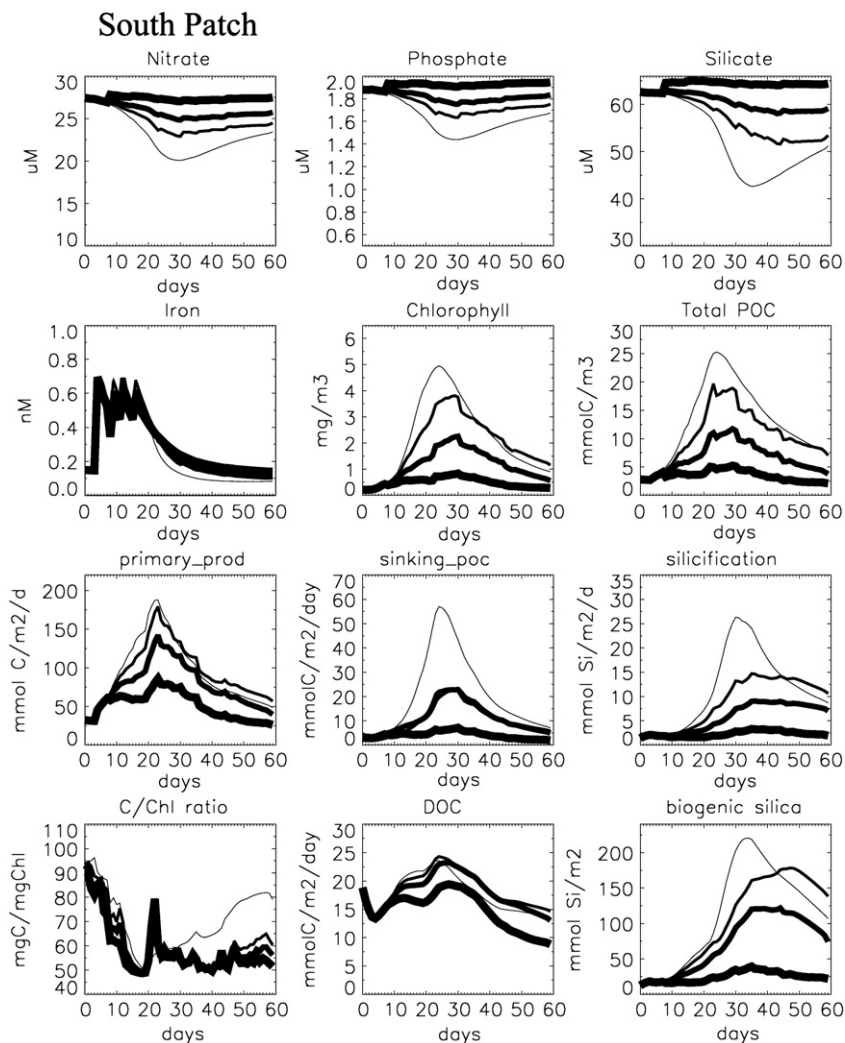 South Patch
Nitrate Phosphate Silicate
30 2.0 60
25 1.8
1.6 50
20 1.4
1.2
15 1.0 40
0.8
10 0.6 30
uM uM uM
0 10 20 30 40 50 60 0 10 20 30 40 50 60 0 10 20 30 40 50 60
days days days
Iron Chlorophyll Total POC
1.0 6 30
0.8 5 25
0.6 4 20
0.4 3 15
0.2 2 10
0.0 1 5
0 0
nM mg/m3 mmolC/m3
0 10 20 30 40 50 60 0 10 20 30 40 50 60 0 10 20 30 40 50 60
days days days
primary_prod sinking_poc silicification
200 70 35
150 60 30
100 50 25
50 40 20
0 30 15
20 10
10 5
0 0
mmol C/m2/d mmolC/m2/day mmol Si/m2/d
0 10 20 30 40 50 60 0 10 20 30 40 50 60 0 10 20 30 40 50 60
days days days
C/Chl ratio DOC biogenic silica
110 30 200
100 25 150
90 20 100
80 15 50
70 10 0
60 5
50 0
40
mgC/mgChl mmolC/m2/day mmol Si/m2
0 10 20 30 40 50 60 0 10 20 30 40 50 60 0 10 20 30 40 50 60
days days days